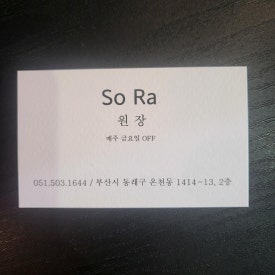 So Ra
원 장
매주 금요일 OFF
051.503.1644 / 부산시 동래구 온천동 1414-13, 2층